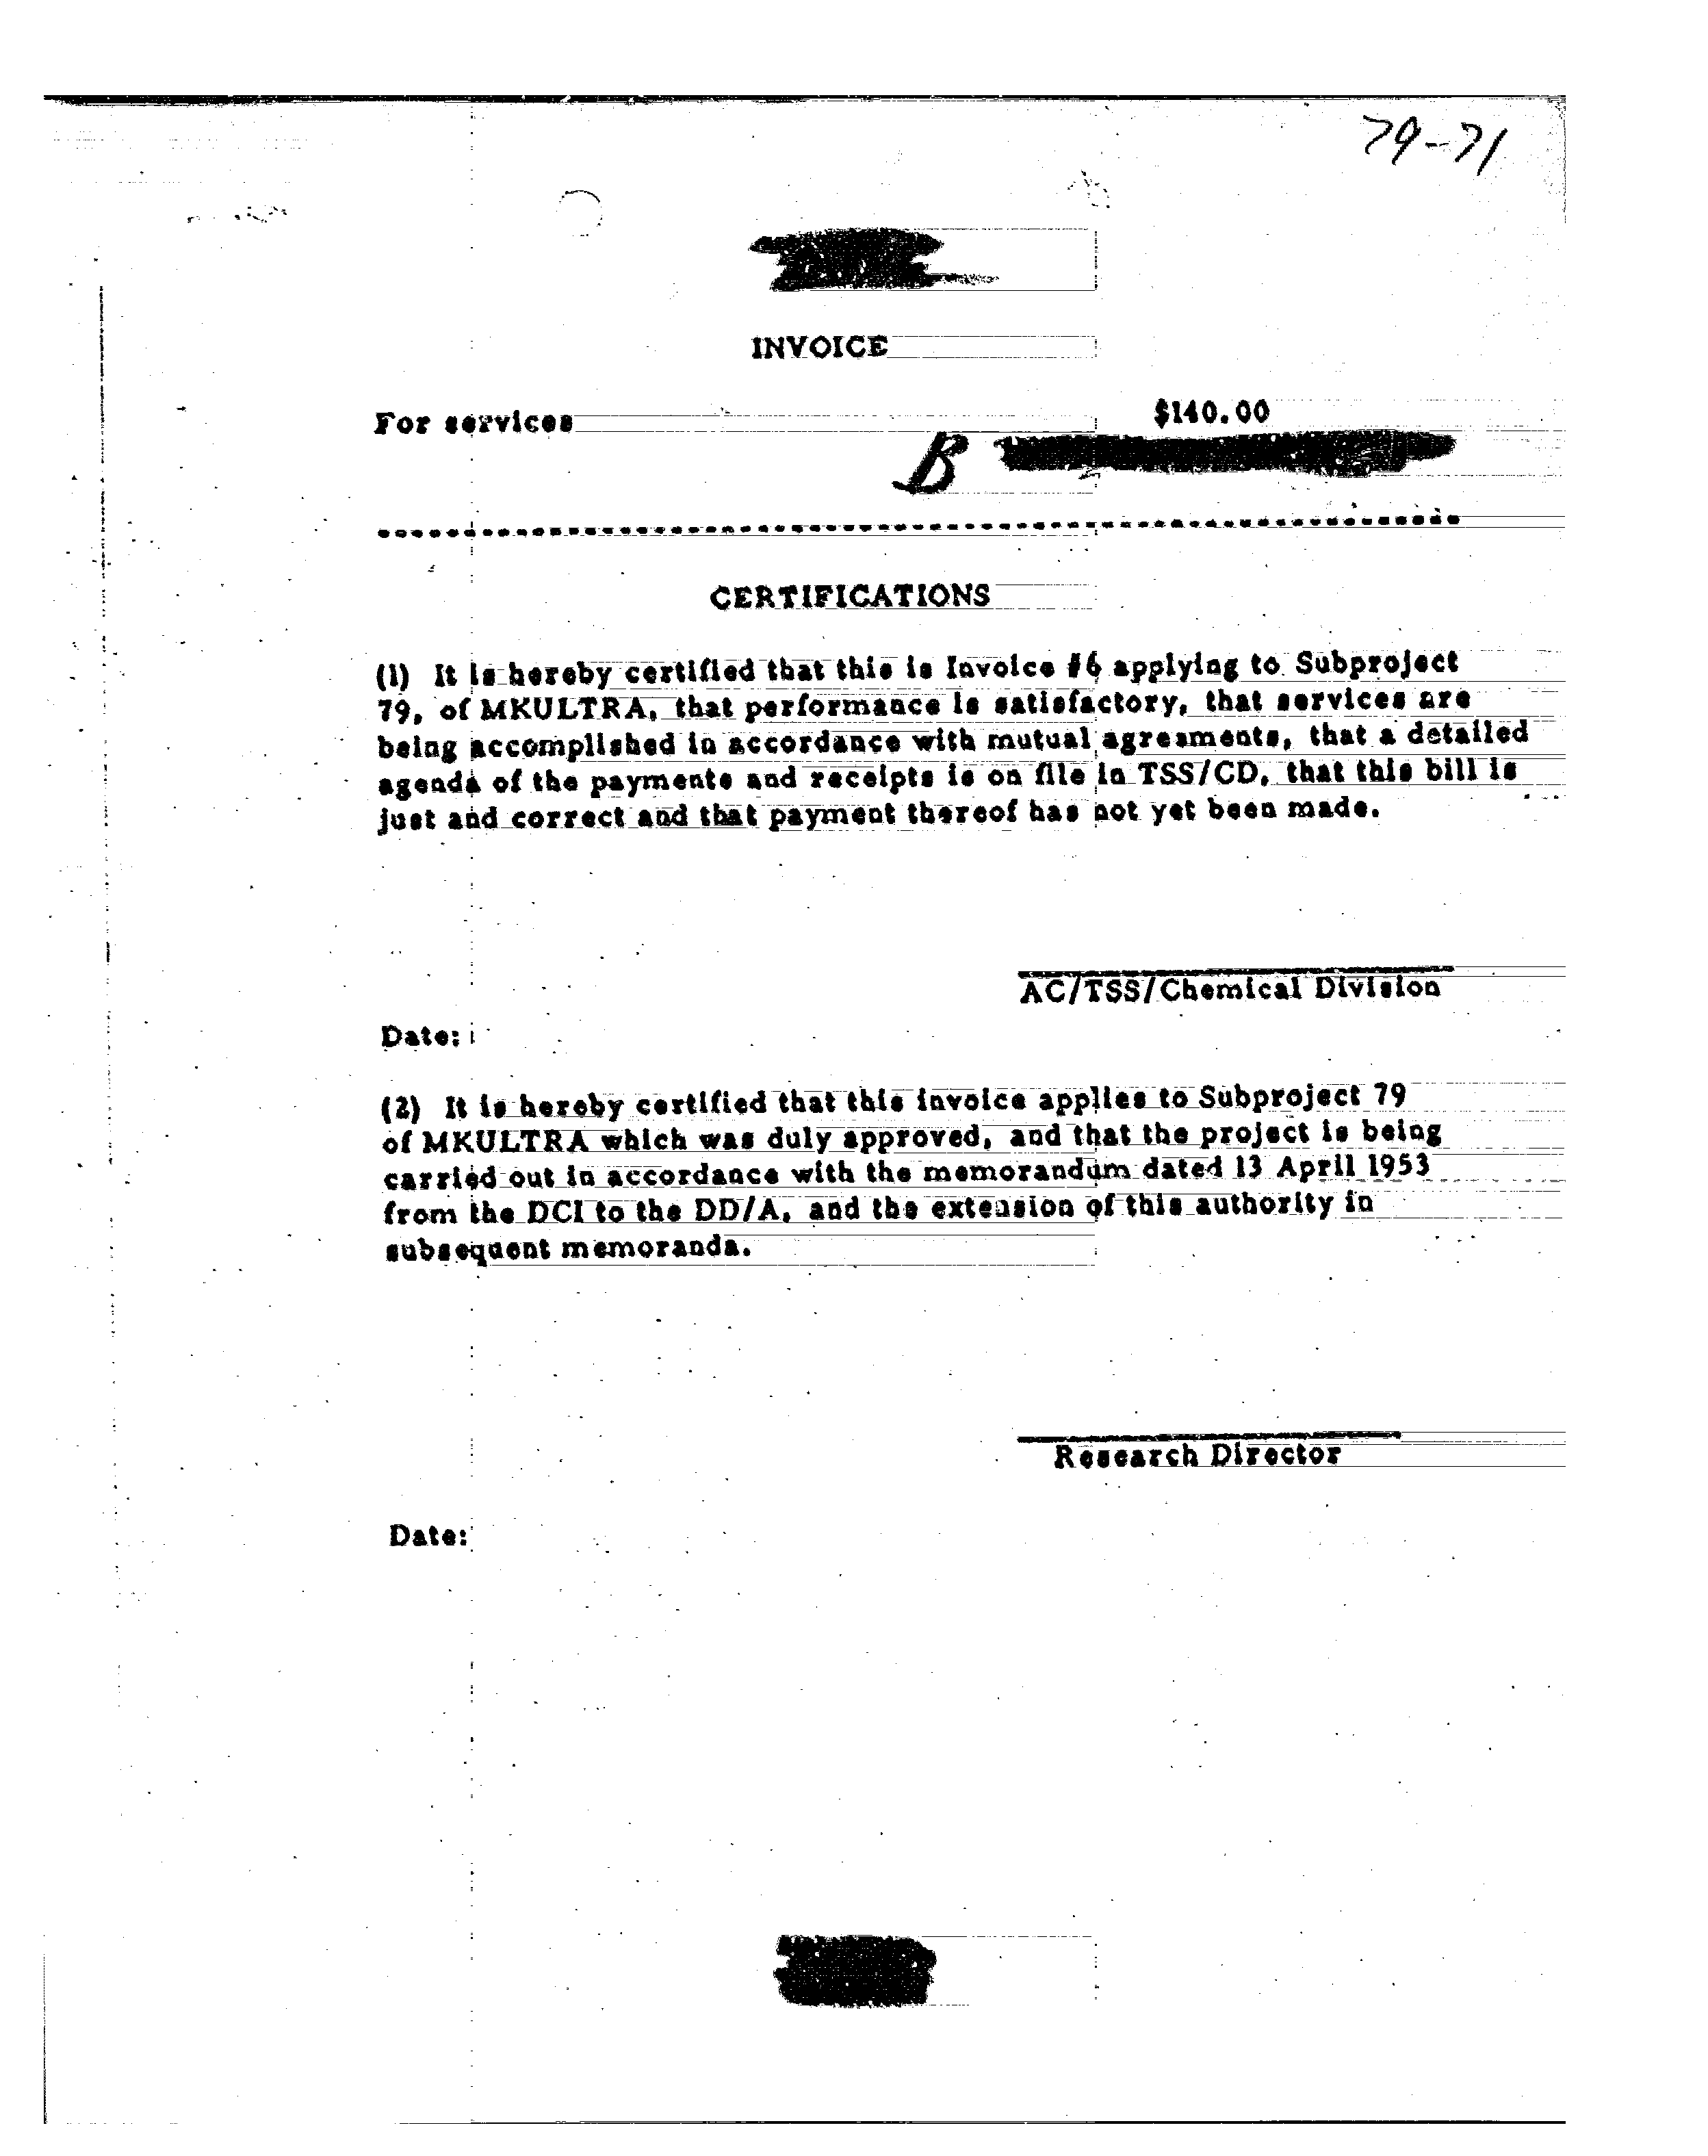 79-71
INVOICE
For services $140.00
B
CERTIFICATIONS
(1) It is hereby certified that this is Invoice #6 applying to Subproject
79, of MKULTRA, that performance is satisfactory, that services are
being accomplished in accordance with mutual agreements, that a detailed
agenda of the payments and receipts is on file in TSS/CD, that this bill is
just and correct and that payment thereof has not yet been made.
AC/TSS/Chemical Division
Date:
(2) It is hereby certified that this invoice applies to Subproject 79
of MKULTRA which was duly approved, and that the project is being
carried out in accordance with the memorandum dated 13 April 1953
from the DCI to the DD/A, and the extension of this authority in
subsequent memoranda.
Research Director
Date: